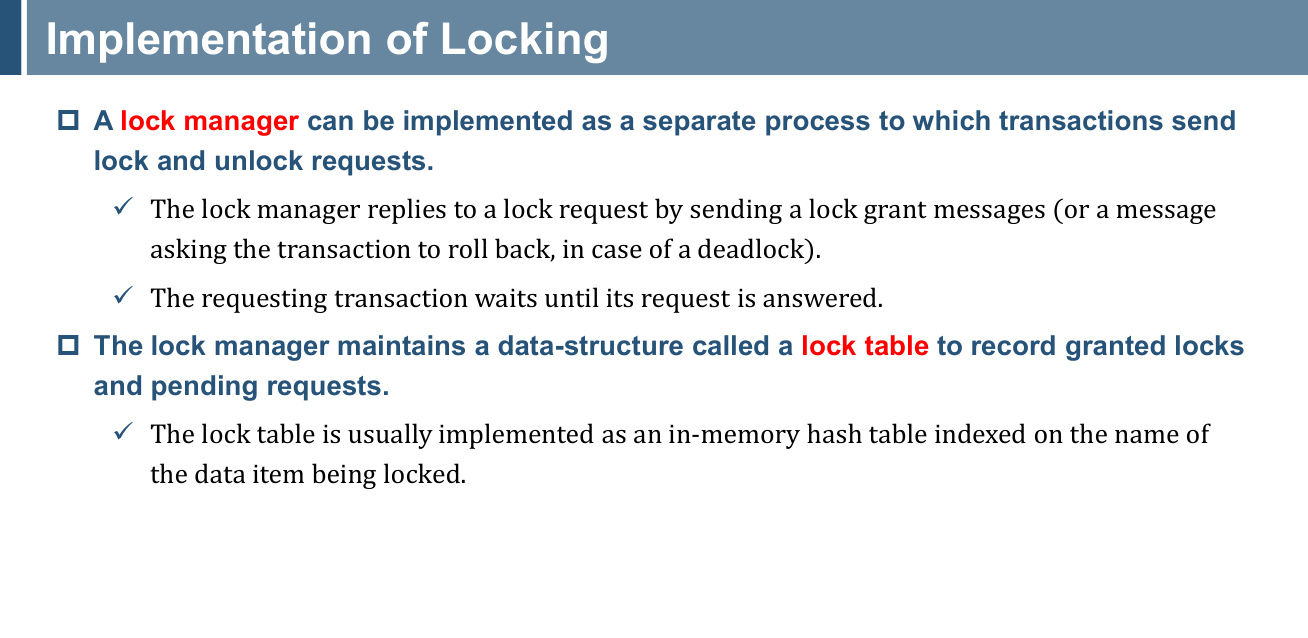 Implementation of Locking
A lock manager can be implemented as a separate process to which transactions send
lock and unlock requests.
The lock manager replies to a lock request by sending a lock grant messages (or a message
asking the transaction to roll back, in case of a deadlock).
The requesting transaction waits until its request is answered.
The lock manager maintains a data-structure called a lock table to record granted locks
and pending requests.
The lock table is usually implemented as an in-memory hash table indexed on the name of
the data item being locked.